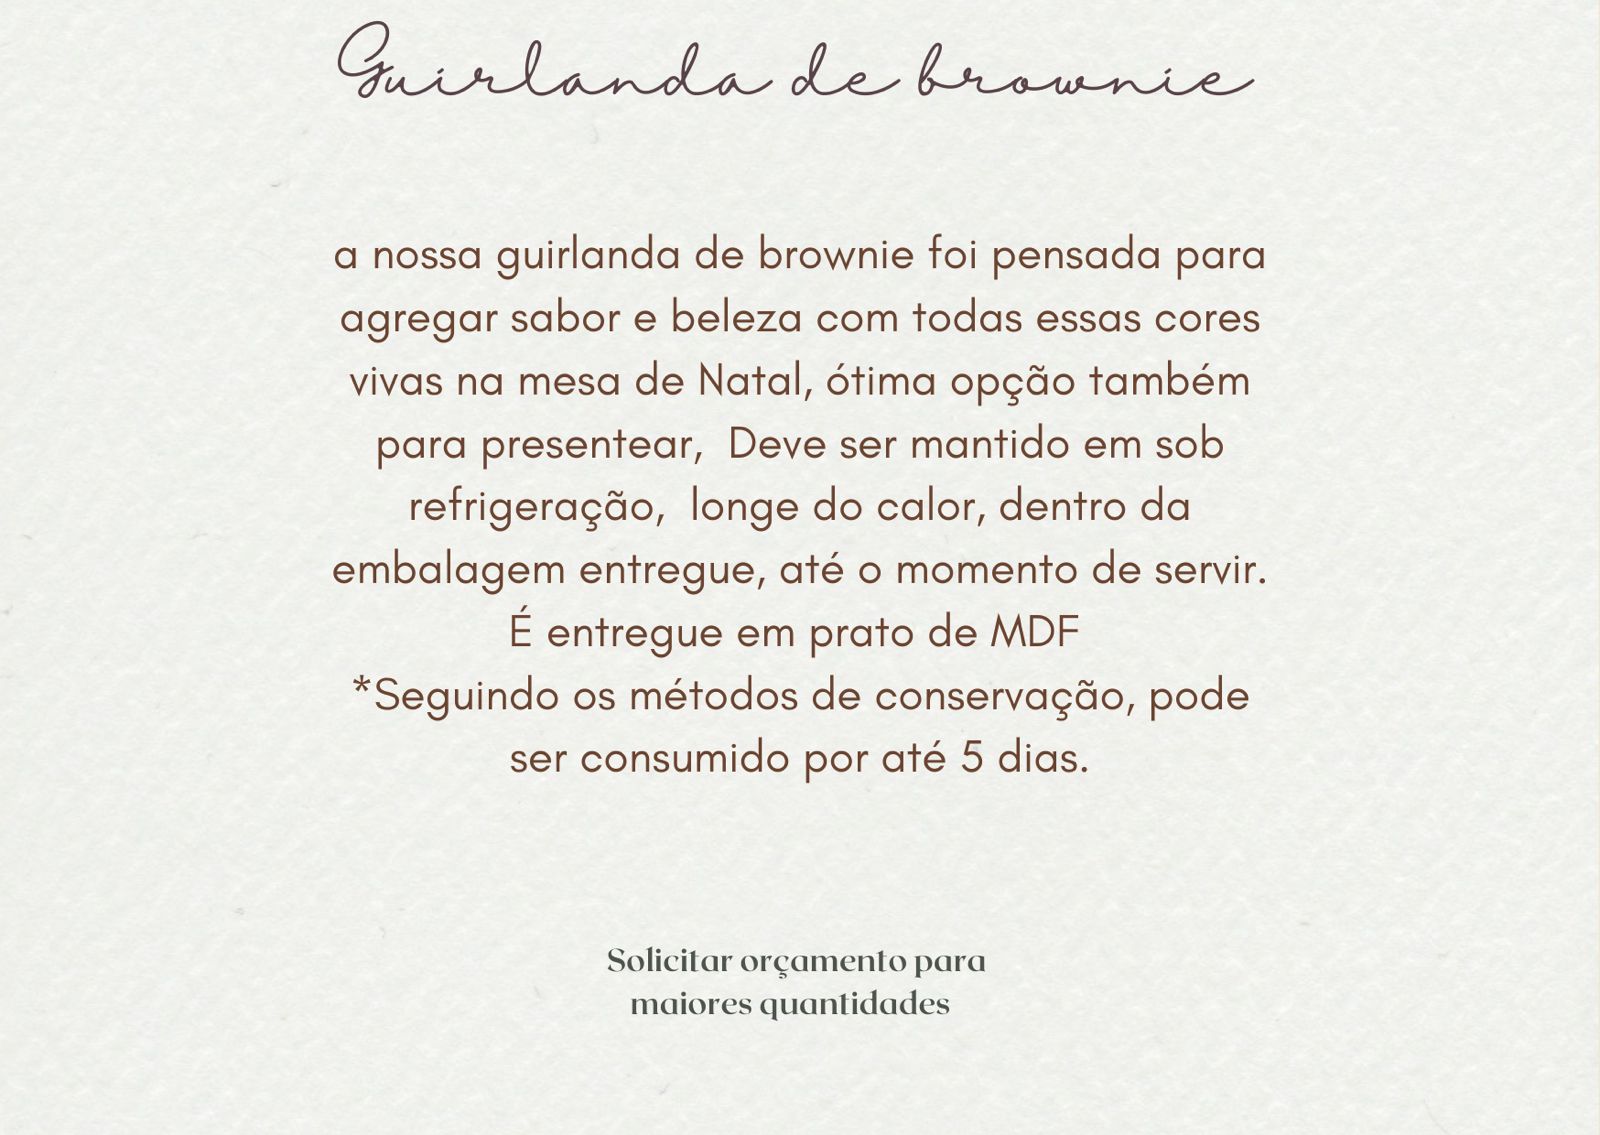 Guirlanda de brownie
a nossa guirlanda de brownie foi pensada para
agregar sabor e beleza com todas essas cores
vivas na mesa de Natal, ótima opção também
para presentear,  Deve ser mantido em sob
refrigeração,  longe do calor, dentro da
embalagem entregue, até o momento de servir.
É entregue em prato de MDF
*Seguindo os métodos de conservação, pode
ser consumido por até 5 dias.
Solicitar orçamento para
maiores quantidades